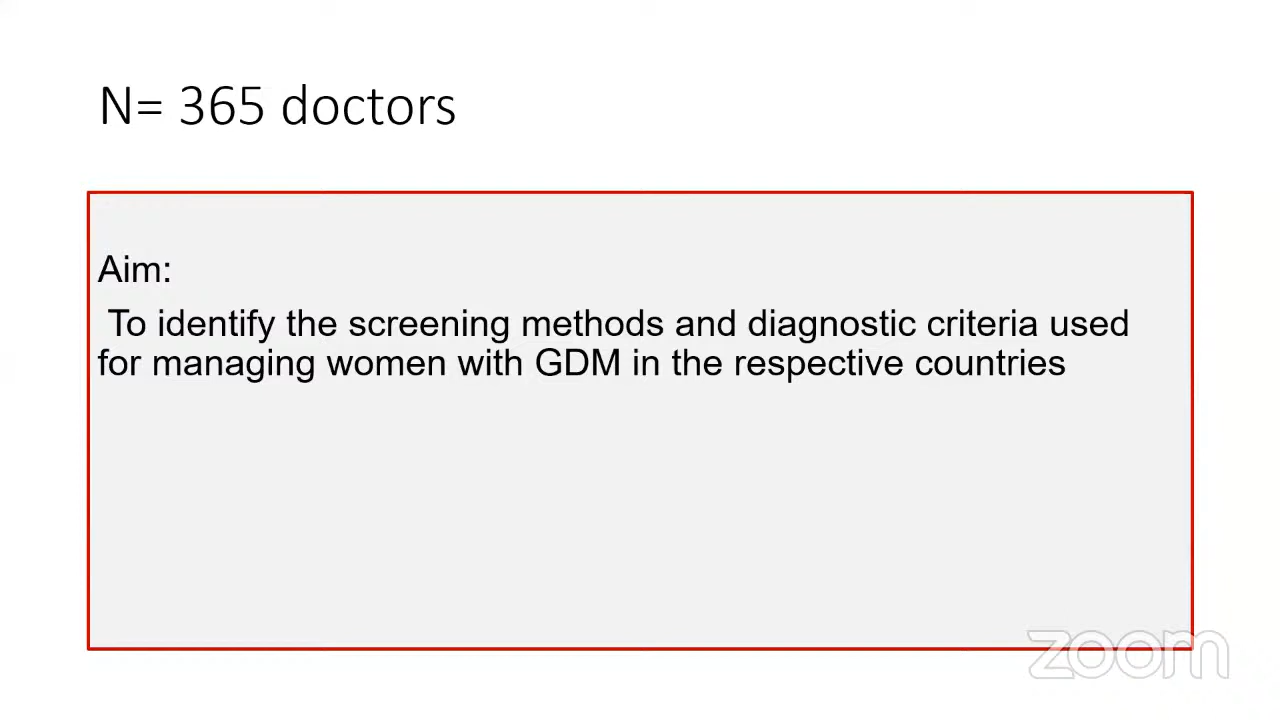 N= 365 doctors
Aim:
To identify the screening methods and diagnostic criteria used
for managing women with GDM in the respective countries
zoom